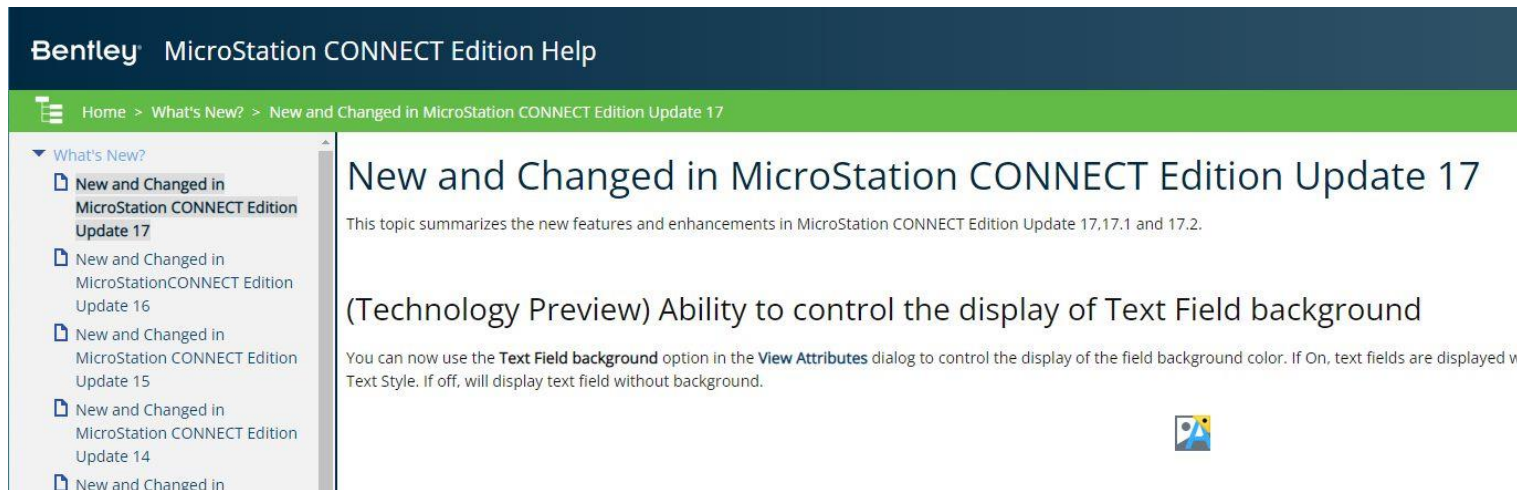 Bentley MicroStation CONNECT Edition Help
Home > What's New? > New and Changed in MicroStation CONNECT Edition Update 17
What's New?
New and Changed in
MicroStation CONNECT Edition
Update 17
New and Changed in
MicroStationCONNECT Edition
Update 16
New and Changed in
MicroStation CONNECT Edition
Update 15
New and Changed in
MicroStation CONNECT Edition
Update 14
New and Changed in
New and Changed in MicroStation CONNECT Edition Update 17
This topic summarizes the new features and enhancements in MicroStation CONNECT Edition Update 17,17.1 and 17.2.
(Technology Preview) Ability to control the display of Text Field background
You can now use the Text Field background option in the View Attributes dialog to control the display of the field background color. If On, text fields are displayed
Text Style. If off, will display text field without background.